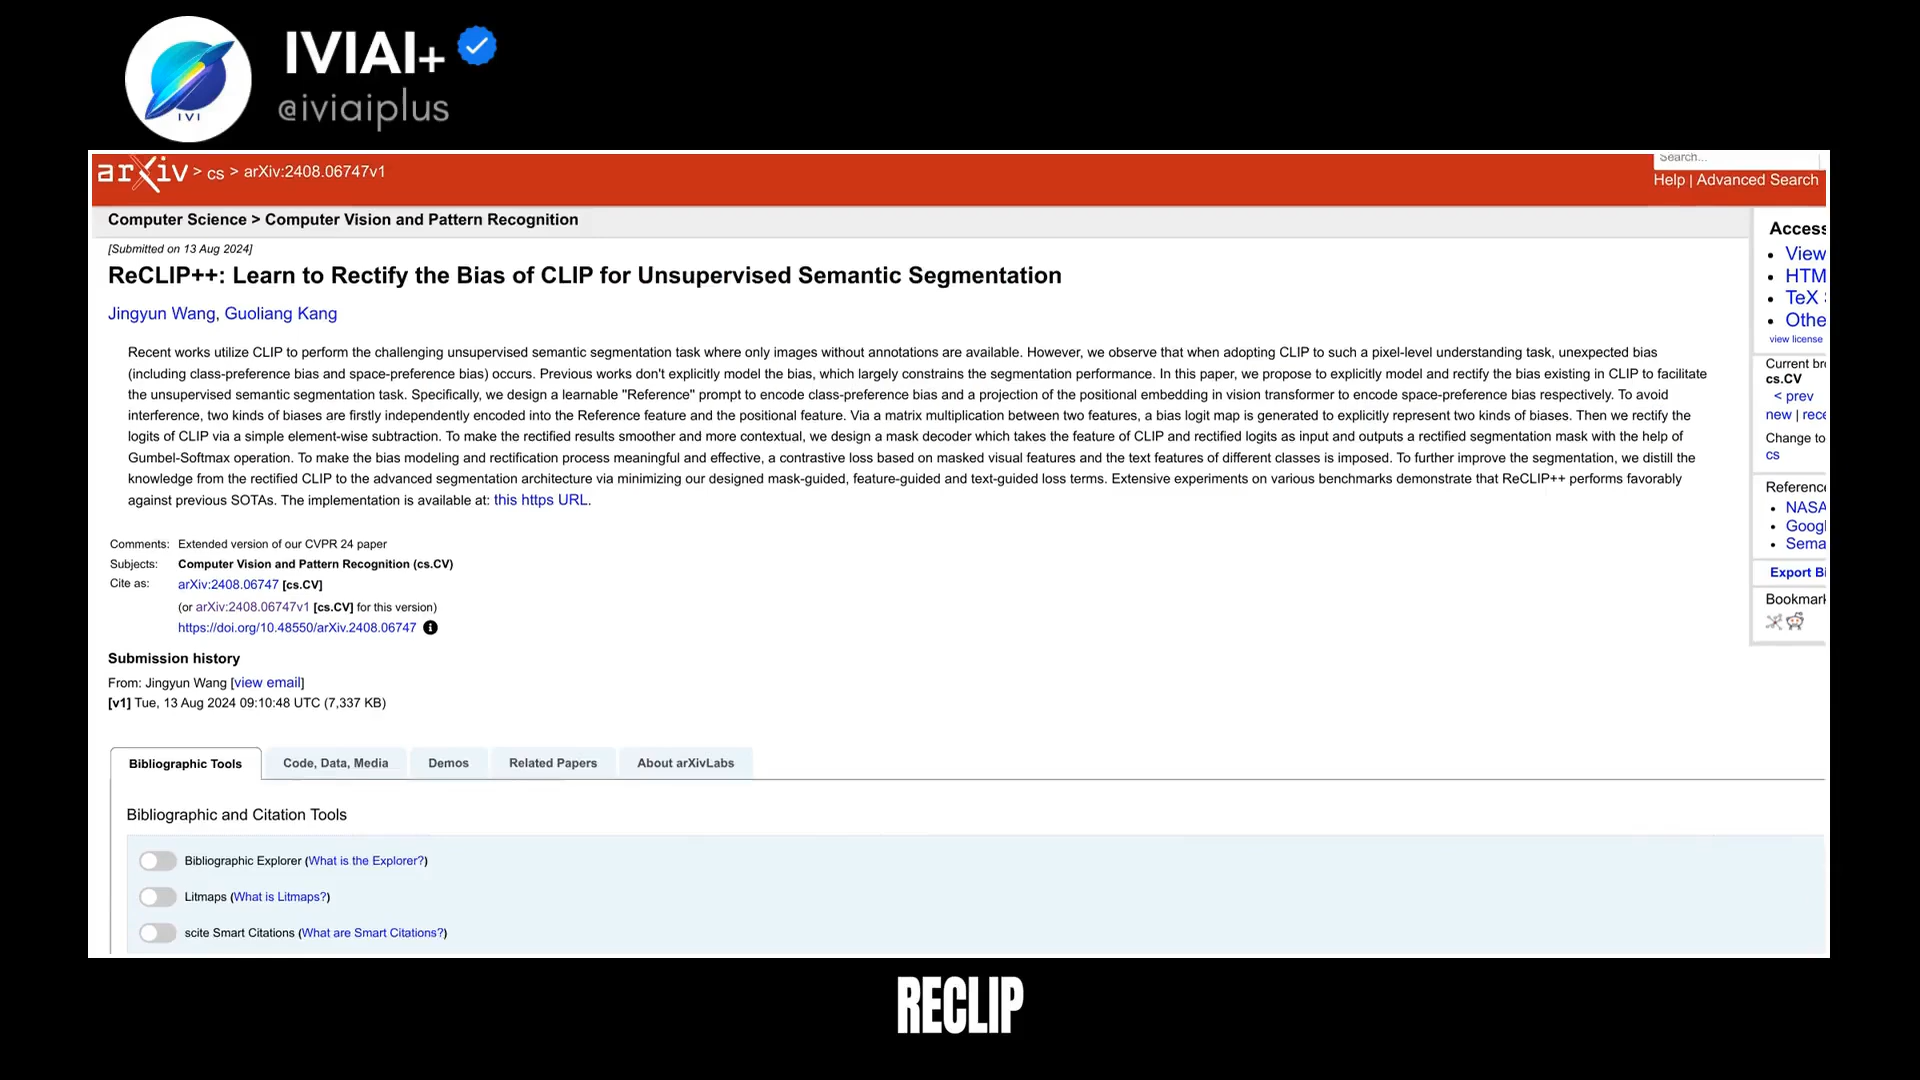 IVIAI+
@iviaiplus
IVI
arXiv > cs > arXiv:2408.06747v1
Search...
Help | Advanced Search
Computer Science > Computer Vision and Pattern Recognition
[Submitted on 13 Aug 2024]
ReCLIP++: Learn to Rectify the Bias of CLIP for Unsupervised Semantic Segmentation
Jingyun Wang, Guoliang Kang
Recent works utilize CLIP to perform the challenging unsupervised semantic segmentation task where only images without annotations are available. However, we observe that when adopting CLIP to such a pixel-level understanding task, unexpected bias
(including class-preference bias and space-preference bias) occurs. Previous works don't explicitly model the bias, which largely constrains the segmentation performance. In this paper, we propose to explicitly model and rectify the bias existing in CLIP to facilitate
the unsupervised semantic segmentation task. Specifically, we design a learnable "Reference" prompt to encode class-preference bias and a projection of the positional embedding in vision transformer to encode space-preference bias respectively. To avoid
interference, two kinds of biases are firstly independently encoded into the Reference feature and the positional feature. Via a matrix multiplication between two features, a bias logit map is generated to explicitly represent two kinds of biases. Then we rectify the
logits of CLIP via a simple element-wise subtraction. To make the rectified results smoother and more contextual, we design a mask decoder which takes the feature of CLIP and rectified logits as input and outputs a rectified segmentation mask with the help of
Gumbel-Softmax operation. To make the bias modeling and rectification process meaningful and effective, a contrastive loss based on masked visual features and the text features of different classes is imposed. To further improve the segmentation, we distill the
knowledge from the rectified CLIP to the advanced segmentation architecture via minimizing our designed mask-guided, feature-guided and text-guided loss terms. Extensive experiments on various benchmarks demonstrate that ReCLIP++ performs favorably
against previous SOTAs. The implementation is available at: this https URL.
Comments: Extended version of our CVPR 24 paper
Subjects: Computer Vision and Pattern Recognition (cs.CV)
Cite as: arXiv:2408.06747 [cs.CV]
(or arXiv:2408.06747v1 [cs.CV] for this version)
https://doi.org/10.48550/arXiv.2408.06747
Submission history
From: Jingyun Wang [view email]
[v1] Tue, 13 Aug 2024 09:10:48 UTC (7,337 KB)
Bibliographic Tools
Code, Data, Media
Demos
Related Papers
About arXivLabs
Bibliographic and Citation Tools
Bibliographic Explorer (What is the Explorer?)
Litmaps (What is Litmaps?)
scite Smart Citations (What are Smart Citations?)
Access
View
HTM
TeX
Othe
view license
Current br
cs.CV
< prev
new | rece
Change to
cs
Reference
NASA
Googl
Sema
Export Bi
Bookmark
RECLIP